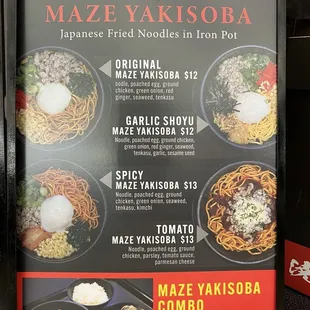 MAZE YAKISOBA
Japanese Fried Noodles in Iron Pot
ORIGINAL
MAZE YAKISOBA $12
oodle, poached egg, ground
chicken, green onion, red
ginger, seaweed, tenkasu
GARLIC SHOYU
MAZE YAKISOBA $12
Noodle, poached egg, ground chicken,
green onion, red ginger, seaweed,
tenkasu, garlic, sesame seed
SPICY
MAZE YAKISOBA $13
Noodle, poached egg, ground
chicken, green onion, seaweed,
tenkasu, kimchi
TOMATO
MAZE YAKISOBA $13
Noodle, poached egg, ground
chicken, parsley, tomato sauce,
parmesan cheese
MAZE YAKISOBA
COMBO